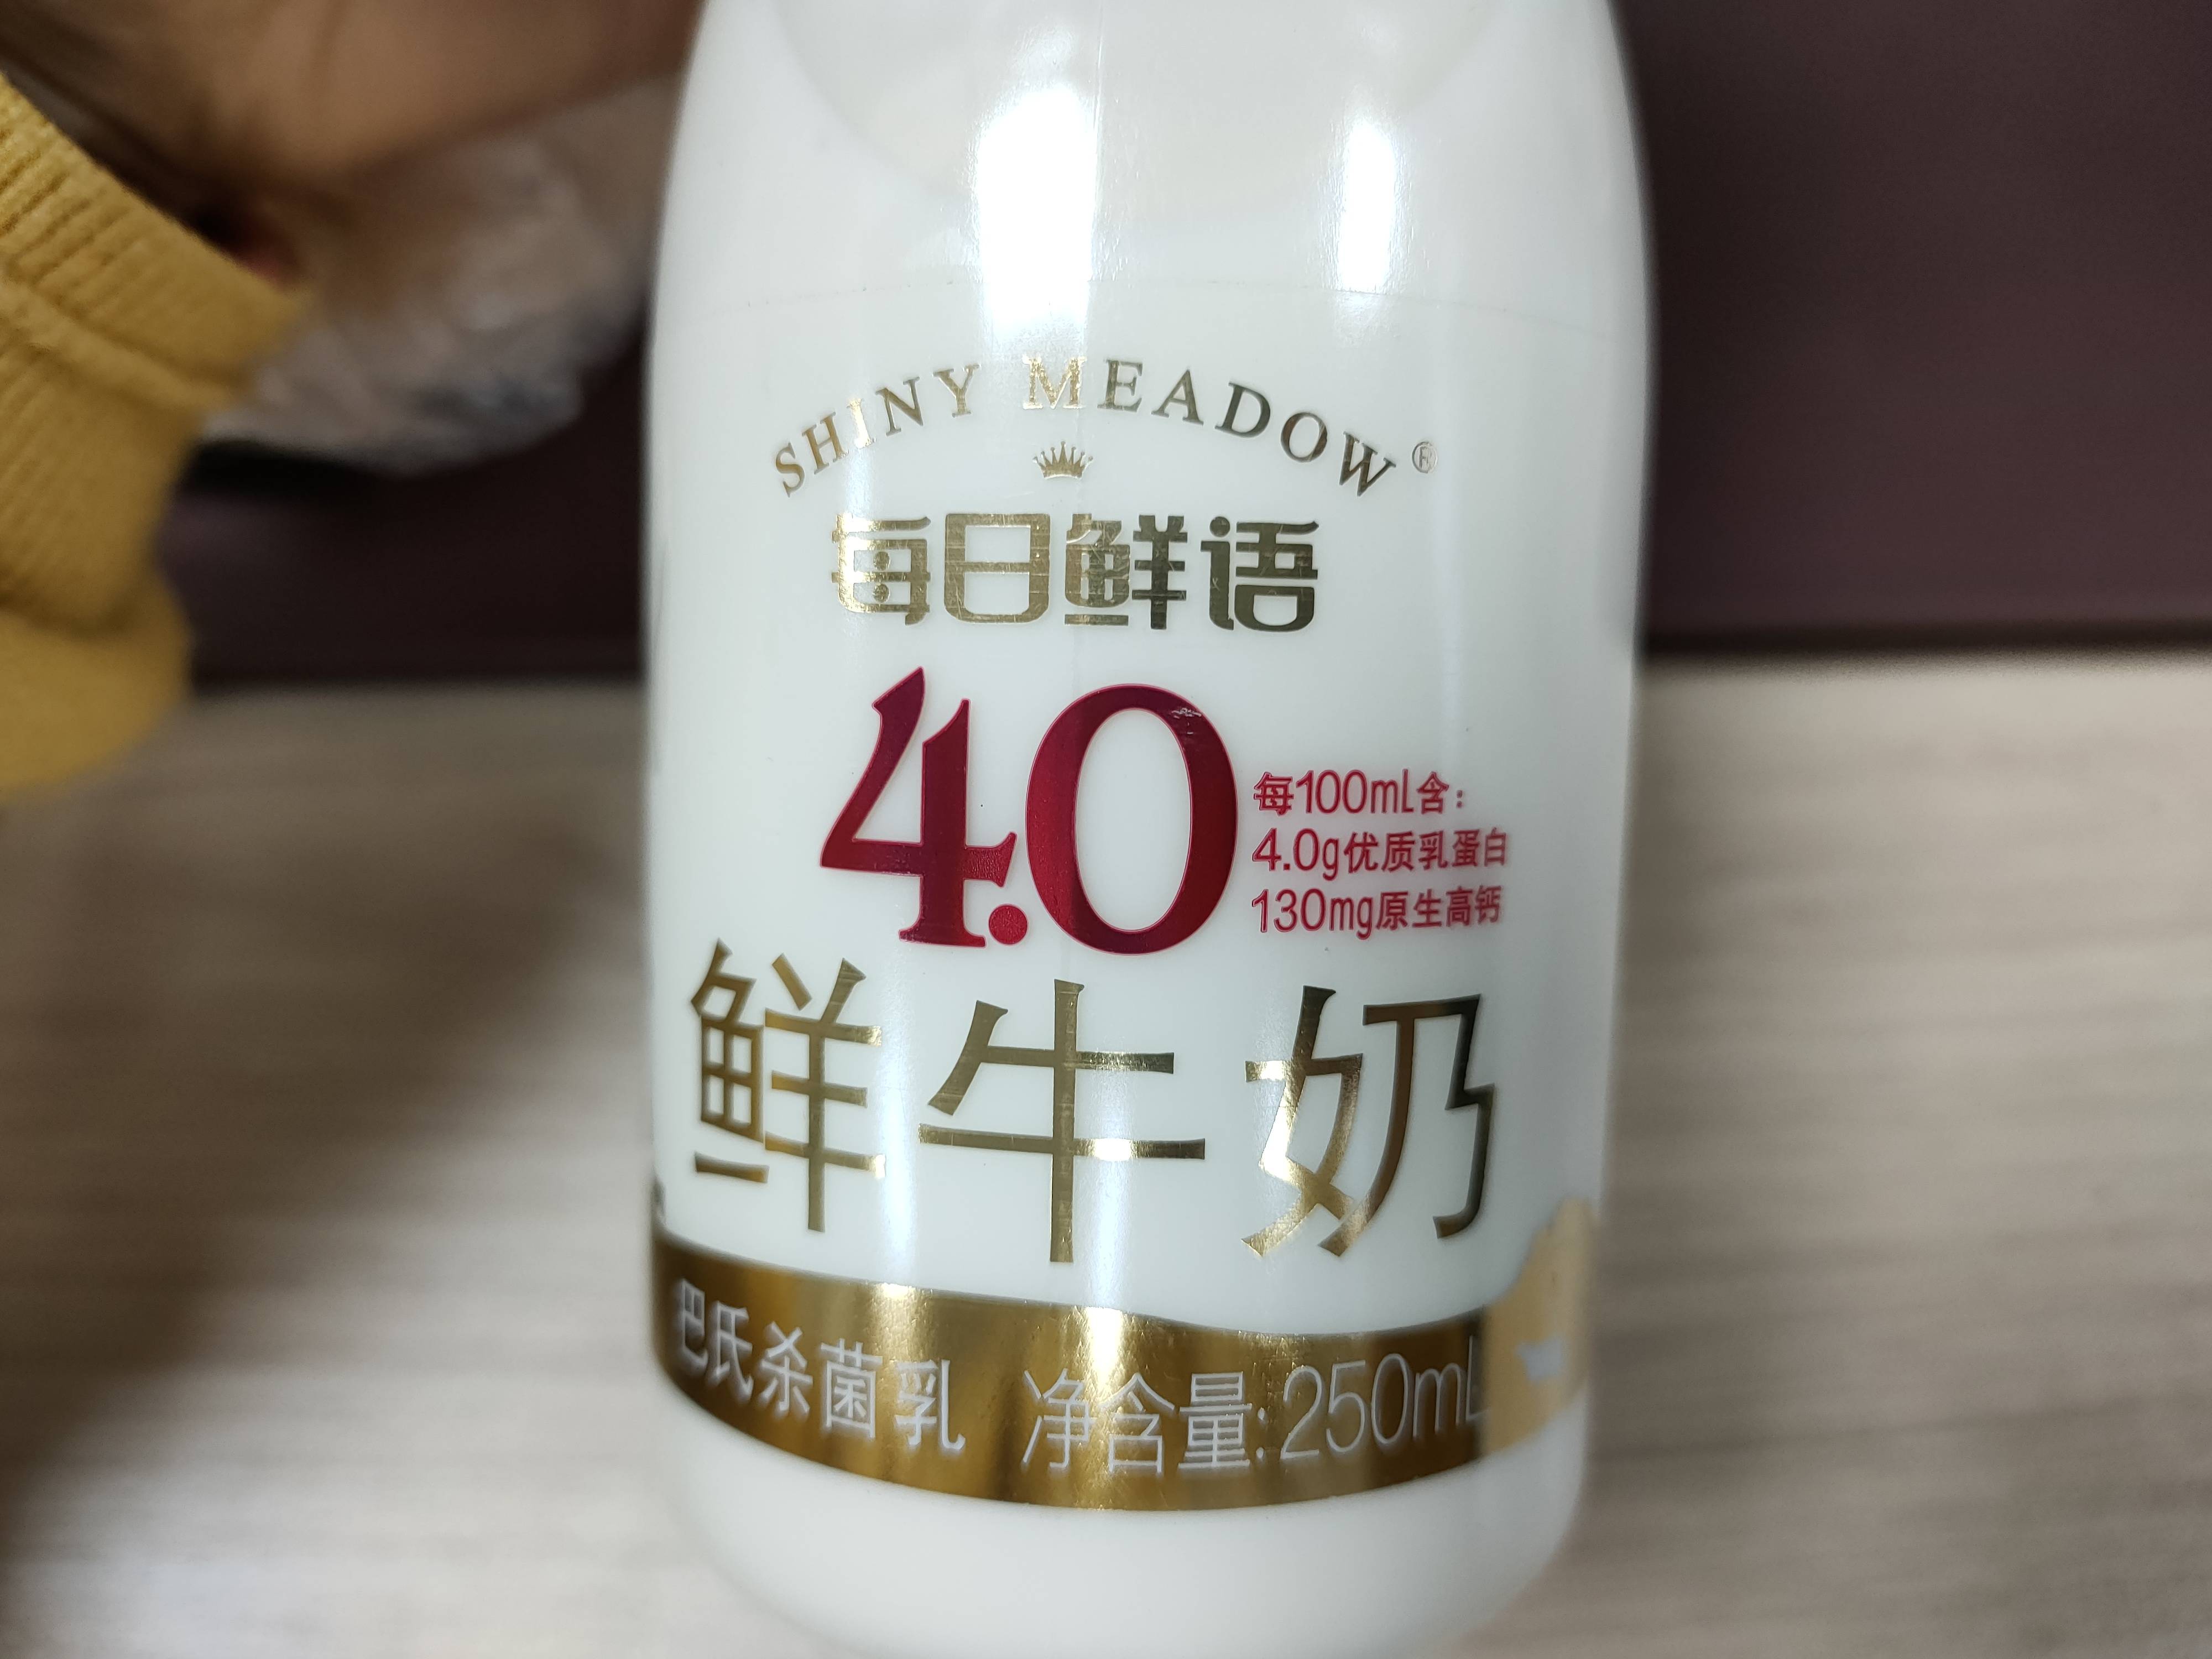 SHINY MEADOW®
每日鲜语
4.0
每100mL含:
4.0g优质乳蛋白
130mg原生高钙
鲜牛奶
巴氏杀菌乳 净含量:250mL